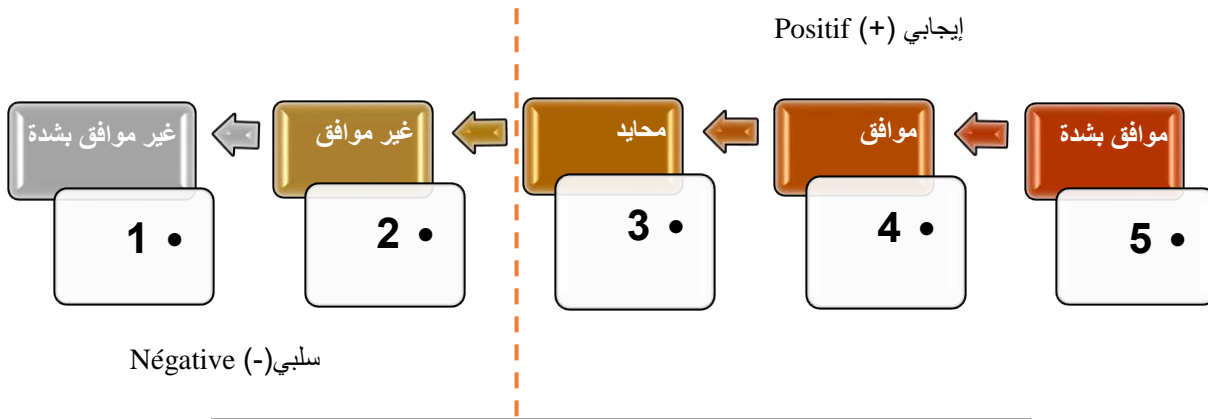 إيجابي (+) Positif
موافق بشدة
موافق
محايد
غير موافق
غير موافق بشدة
• 5
• 4
• 3
• 2
• 1
سلبي(-) Négative